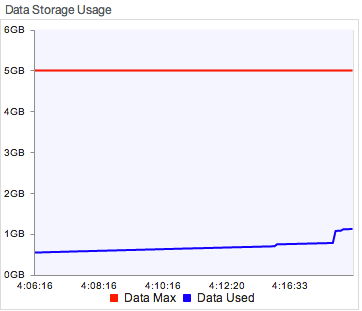 Data Storage Usage
6GB
5GB
4GB
3GB
2GB
1GB
0GB
4:06:16 4:08:16 4:10:16 4:12:20 4:16:33
Data Max Data Used